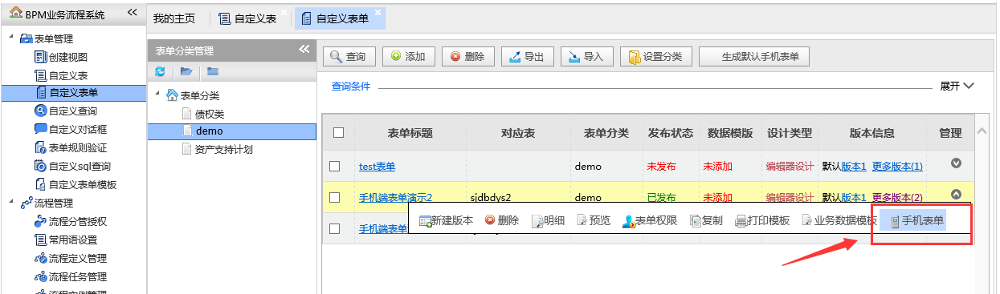 BPM业务流程系统
我的主页
自定义表
自定义表单
表单管理
创建视图
自定义表
自定义表单
自定义查询
自定义对话框
表单规则验证
自定义sql查询
自定义表单模板
流程管理
流程分管授权
常用语设置
流程定义管理
流程任务管理
流程实例管理
表单分类管理
表单分类
债权类
demo
资产支持计划
查询 添加 删除 导出 导入 设置分类 生成默认手机表单
查询条件 展开
表单标题 对应表 表单分类 发布状态 数据模版 设计类型 版本信息 管理
test表单 demo 未发布 未添加 编辑器设计 默认版本1 更多版本(1)
手机端表单演示2 sjdbdys2 demo 已发布 未添加 编辑器设计 默认版本1 更多版本(2)
手机端表单
新建版本 删除 明细 预览 表单权限 复制 打印模板 业务数据模板 手机表单